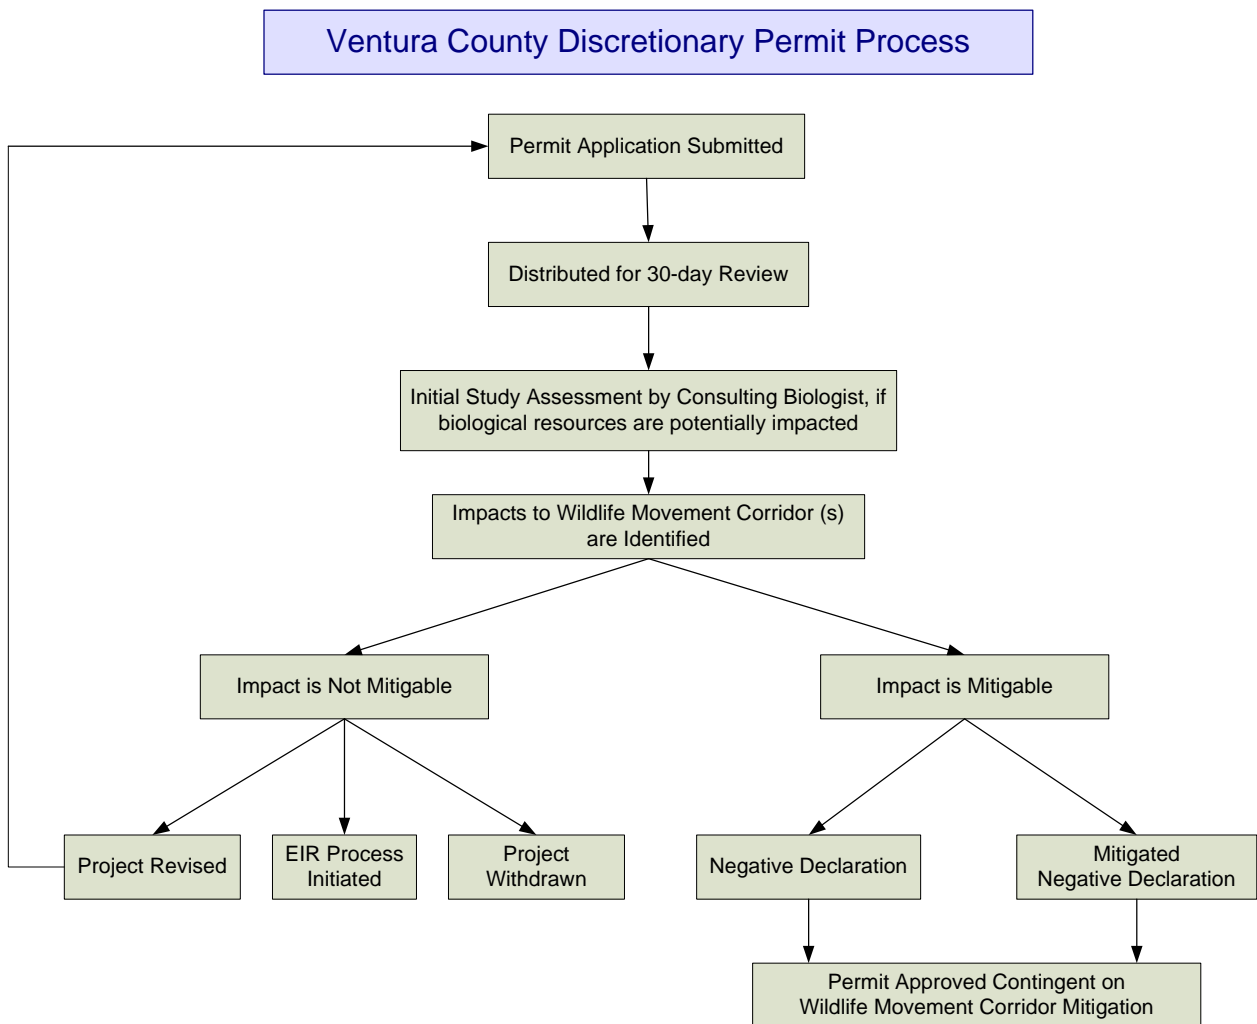 Ventura County Discretionary Permit Process
Permit Application Submitted
Distributed for 30-day Review
Initial Study Assessment by Consulting Biologist, if
biological resources are potentially impacted
Impacts to Wildlife Movement Corridor (s)
are Identified
Impact is Not Mitigable
Impact is Mitigable
Project Revised
EIR Process
Initiated
Project
Withdrawn
Negative Declaration
Mitigated
Negative Declaration
Permit Approved Contingent on
Wildlife Movement Corridor Mitigation